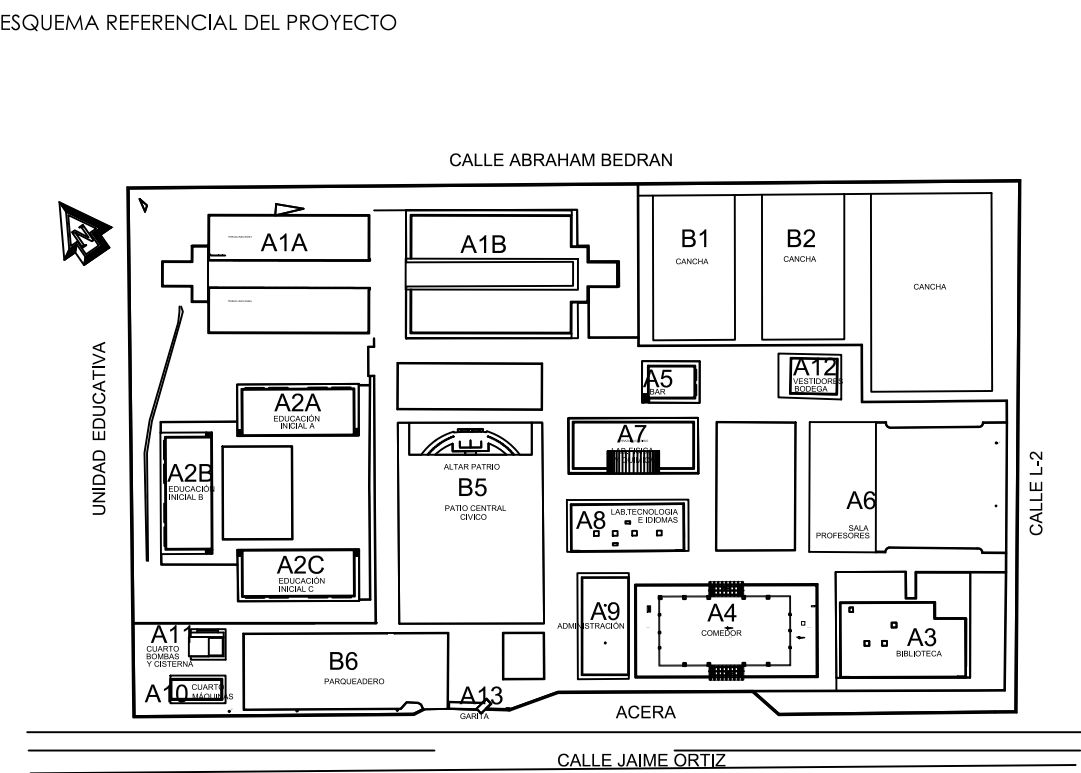 ESQUEMA REFERENCIAL DEL PROYECTO
CALLE ABRAHAM BEDRAN
N
A1A
A1B
B1
CANCHA
B2
CANCHA
CANCHA
UNIDAD EDUCATIVA
A2A
EDUCACIÓN
INICIAL A
A5
BAR
A12
VESTIDORES
BODEGA
A7
LAB.FISICA
A2B
EDUCACIÓN
INICIAL B
ALTAR PATRIO
B5
PATIO CENTRAL
CIVICO
A8
LAB.TECNOLOGIA
E IDIOMAS
A6
SALA
PROFESORES
CALLE L-2
A2C
EDUCACIÓN
INICIAL C
A9
ADMINISTRACIÓN
A4
COMEDOR
A3
BIBLIOTECA
A11
CUARTO
BOMBAS
Y CISTERNA
B6
PARQUEADERO
A10
CUARTO
MÁQUINAS
A13
GARITA
ACERA
CALLE JAIME ORTIZ